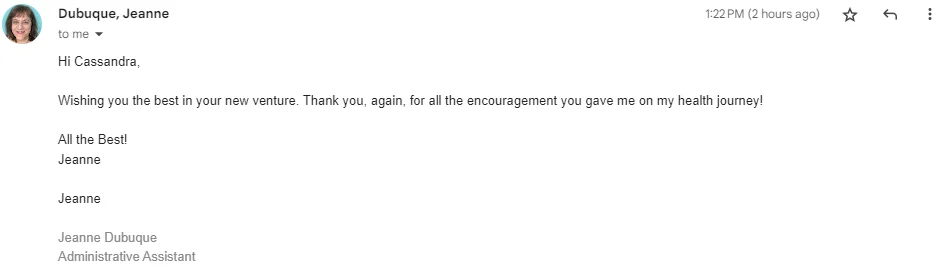 Dubuque, Jeanne
1:22 PM (2 hours ago)
to me
Hi Cassandra,
Wishing you the best in your new venture. Thank you, again, for all the encouragement you gave me on my health journey!
All the Best!
Jeanne
Jeanne
Jeanne Dubuque
Administrative Assistant